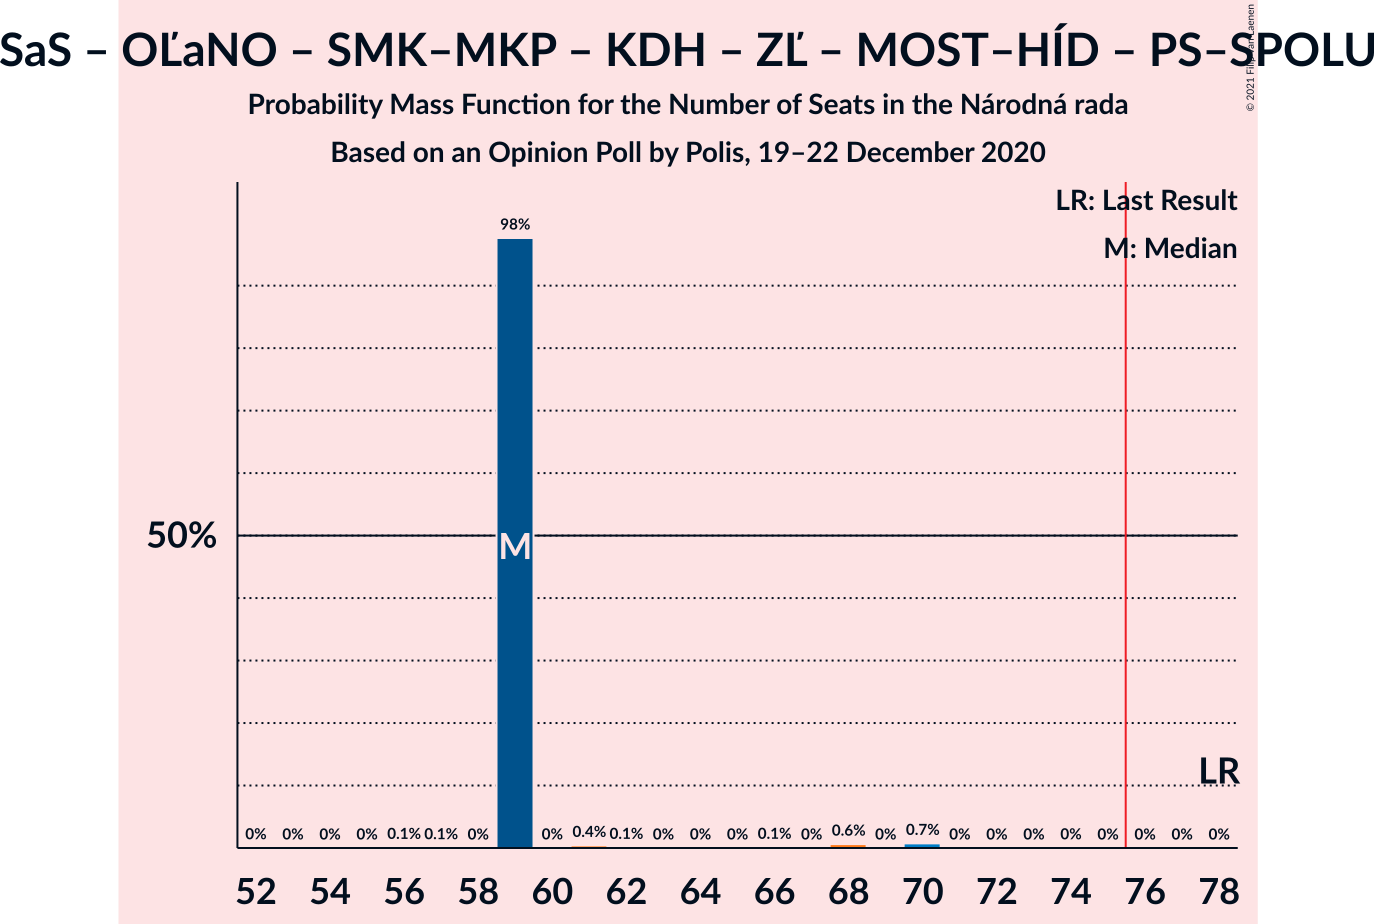 SaS – OĽaNO – SMK–MKP – KDH – ZĽ – MOST–HÍD – PS–SPOLU
© 2021 Filip van Laenen
Probability Mass Function for the Number of Seats in the Národná rada
Based on an Opinion Poll by Polis, 19–22 December 2020
LR: Last Result
M: Median
98%
50%
M
LR
0% 0% 0% 0% 0.1% 0.1% 0% 0% 0.4% 0.1% 0% 0% 0% 0.1% 0% 0.6% 0% 0.7% 0% 0% 0% 0% 0% 0% 0% 0%
52 54 56 58 60 62 64 66 68 70 72 74 76 78